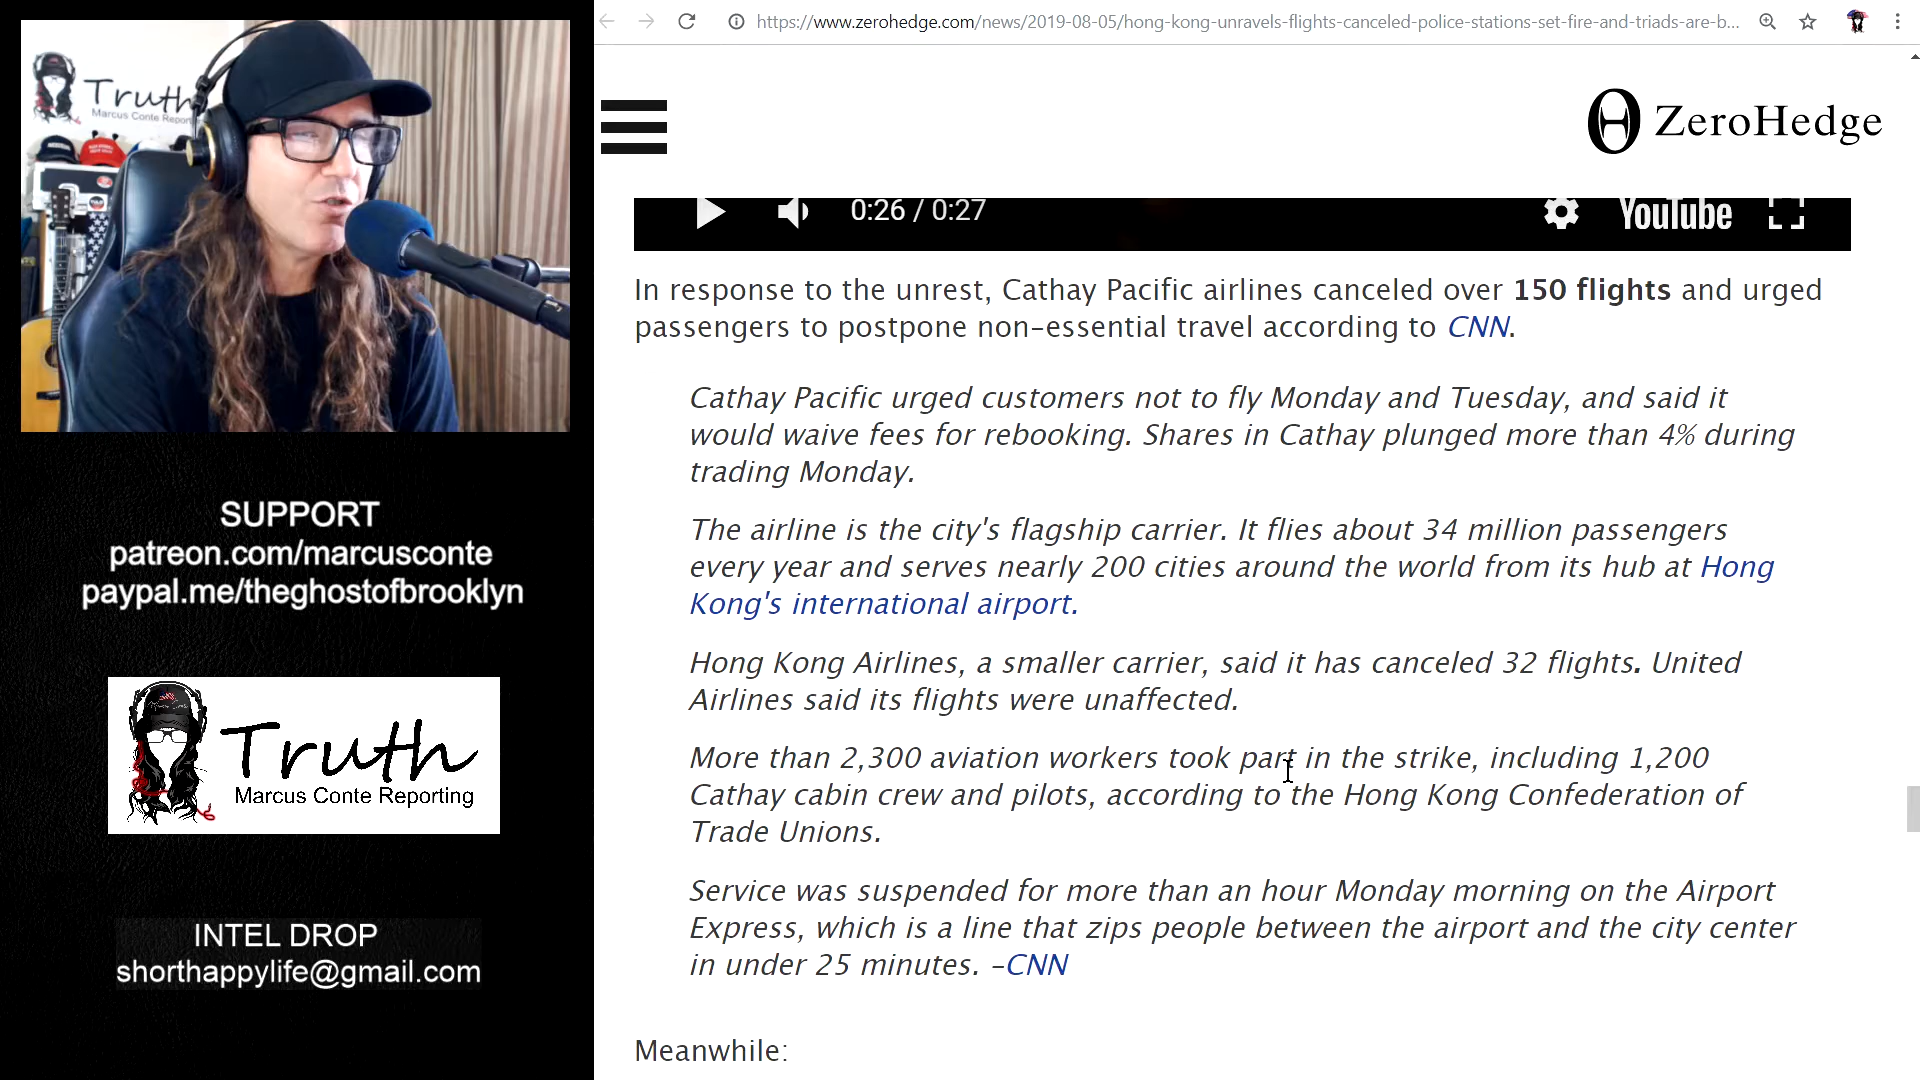 Truth
Marcus Conte Report
SUPPORT
patreon.com/marcusconte
paypal.me/theghostofbrooklyn
Truth
Marcus Conte Reporting
INTEL DROP
shorthappylife@gmail.com
https://www.zerohedge.com/news/2019-08-05/hong-kong-unravels-flights-canceled-police-stations-set-fire-and-triads-are-b...
ZeroHedge
0:26 / 0:27
YouTube
In response to the unrest, Cathay Pacific airlines canceled over 150 flights and urged
passengers to postpone non-essential travel according to CNN.
Cathay Pacific urged customers not to fly Monday and Tuesday, and said it
would waive fees for rebooking. Shares in Cathay plunged more than 4% during
trading Monday.
The airline is the city's flagship carrier. It flies about 34 million passengers
every year and serves nearly 200 cities around the world from its hub at Hong
Kong's international airport.
Hong Kong Airlines, a smaller carrier, said it has canceled 32 flights. United
Airlines said its flights were unaffected.
More than 2,300 aviation workers took part in the strike, including 1,200
Cathay cabin crew and pilots, according to the Hong Kong Confederation of
Trade Unions.
Service was suspended for more than an hour Monday morning on the Airport
Express, which is a line that zips people between the airport and the city center
in under 25 minutes. –CNN
Meanwhile: